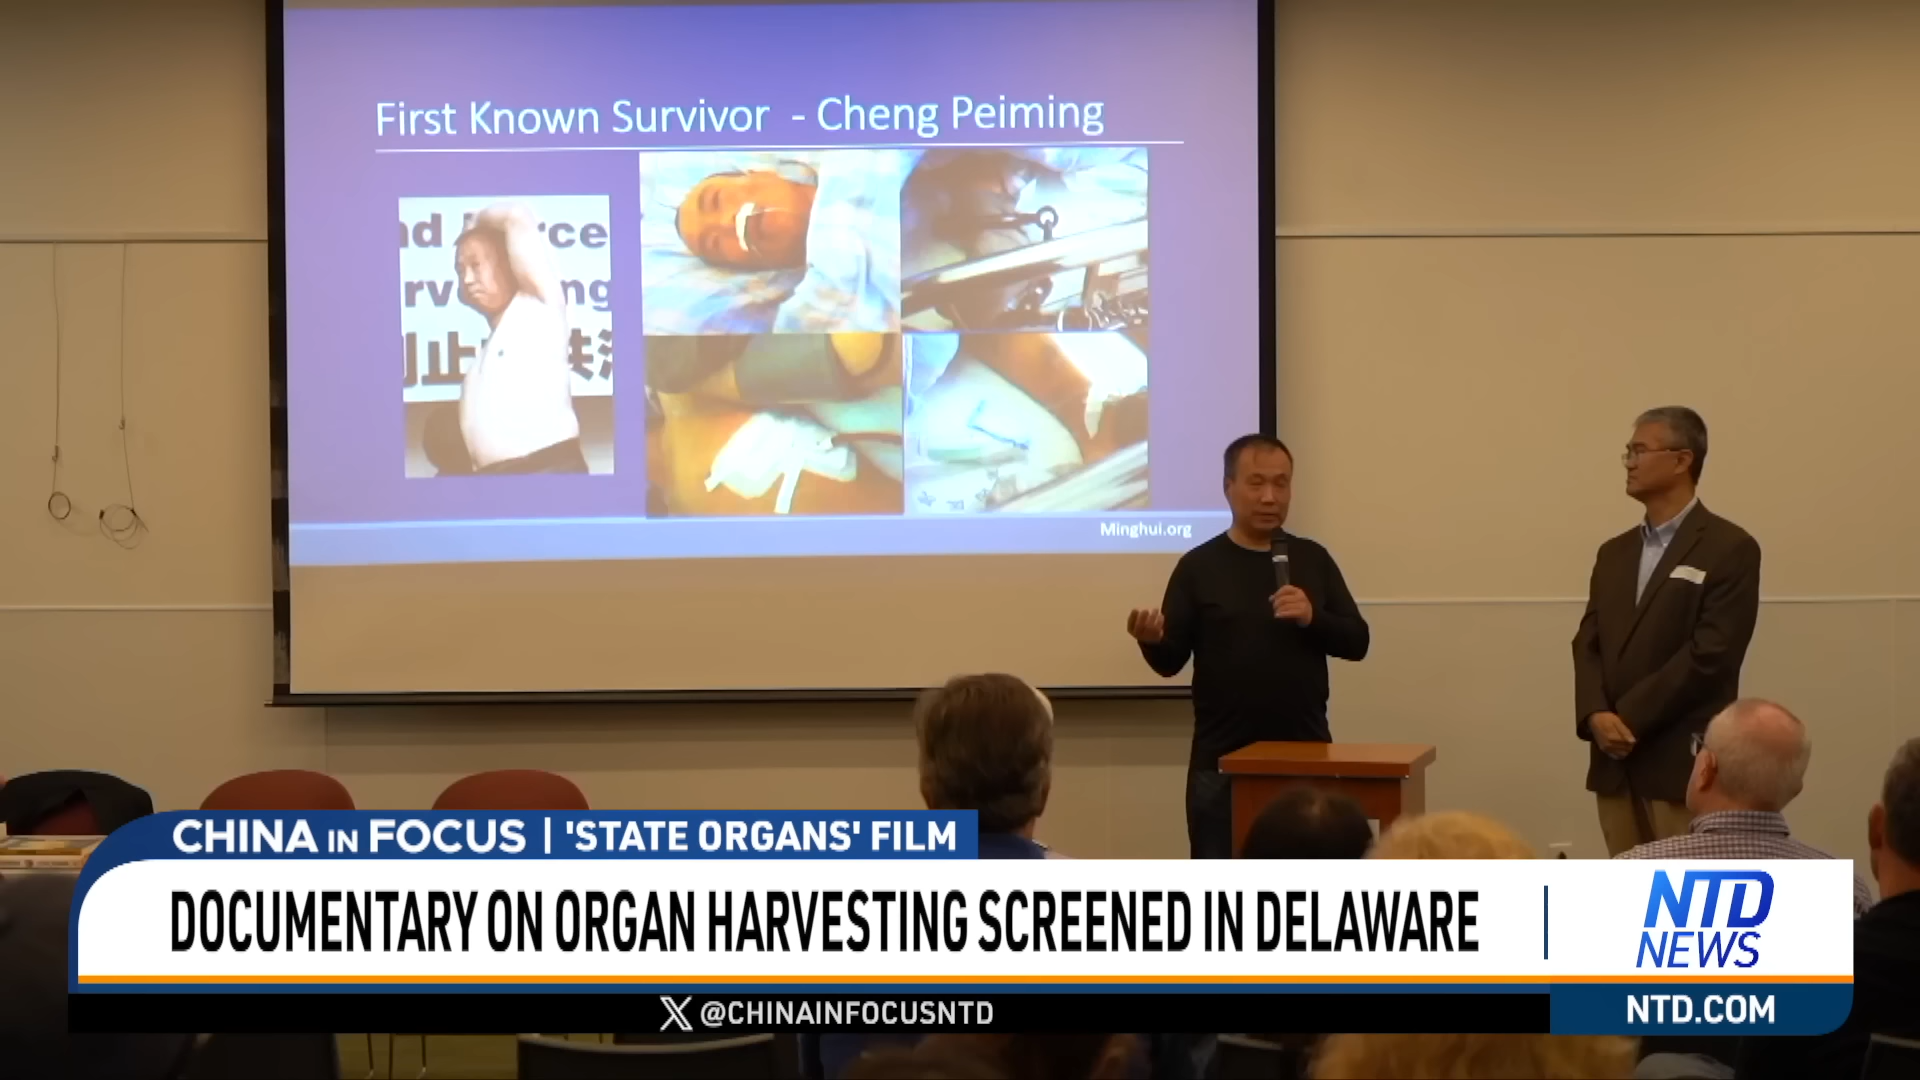 First Known Survivor - Cheng Peiming
Minghui.org
CHINA IN FOCUS | 'STATE ORGANS' FILM
DOCUMENTARY ON ORGAN HARVESTING SCREENED IN DELAWARE
NTD
NEWS
X @CHINAINFOCUSNTD
NTD.COM